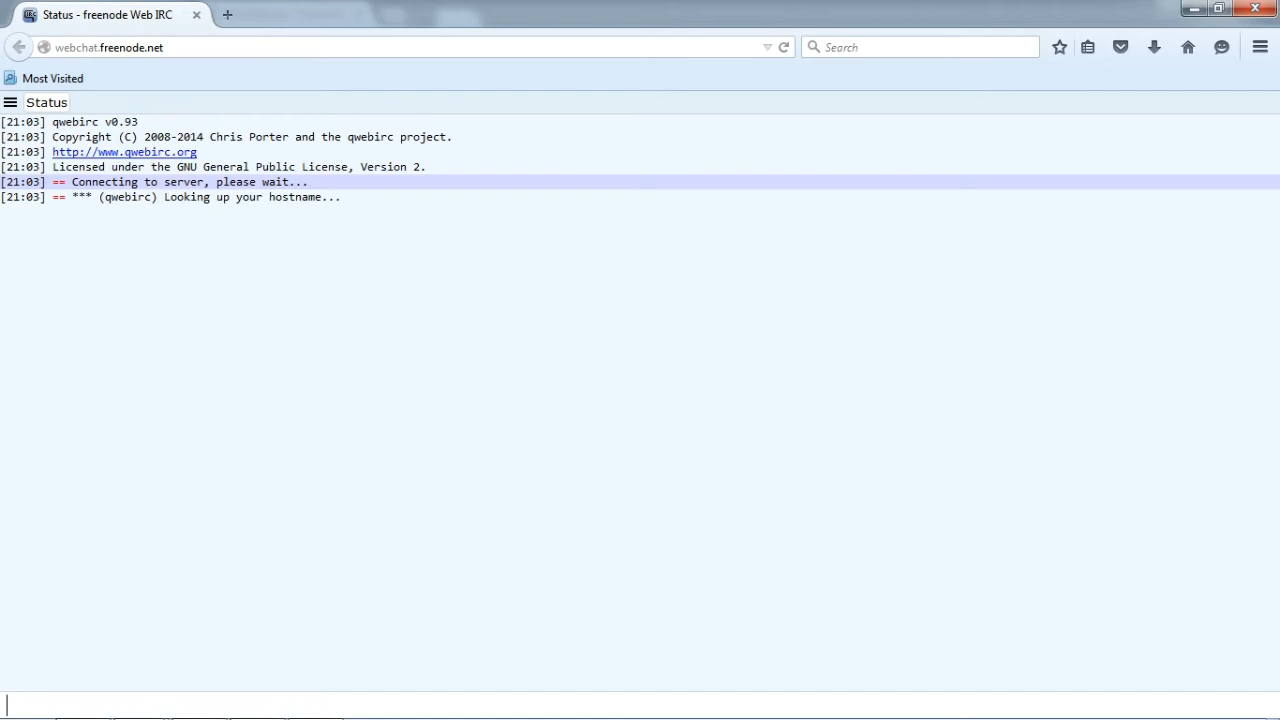 Status - freenode Web IRC
webchat.freenode.net
Search
Most Visited
Status
[21:03] qwebirc v0.93
[21:03] Copyright (C) 2008-2014 Chris Porter and the qwebirc project.
[21:03] http://www.qwebirc.org
[21:03] Licensed under the GNU General Public License, Version 2.
[21:03] == Connecting to server, please wait...
[21:03] == *** (qwebirc) Looking up your hostname...